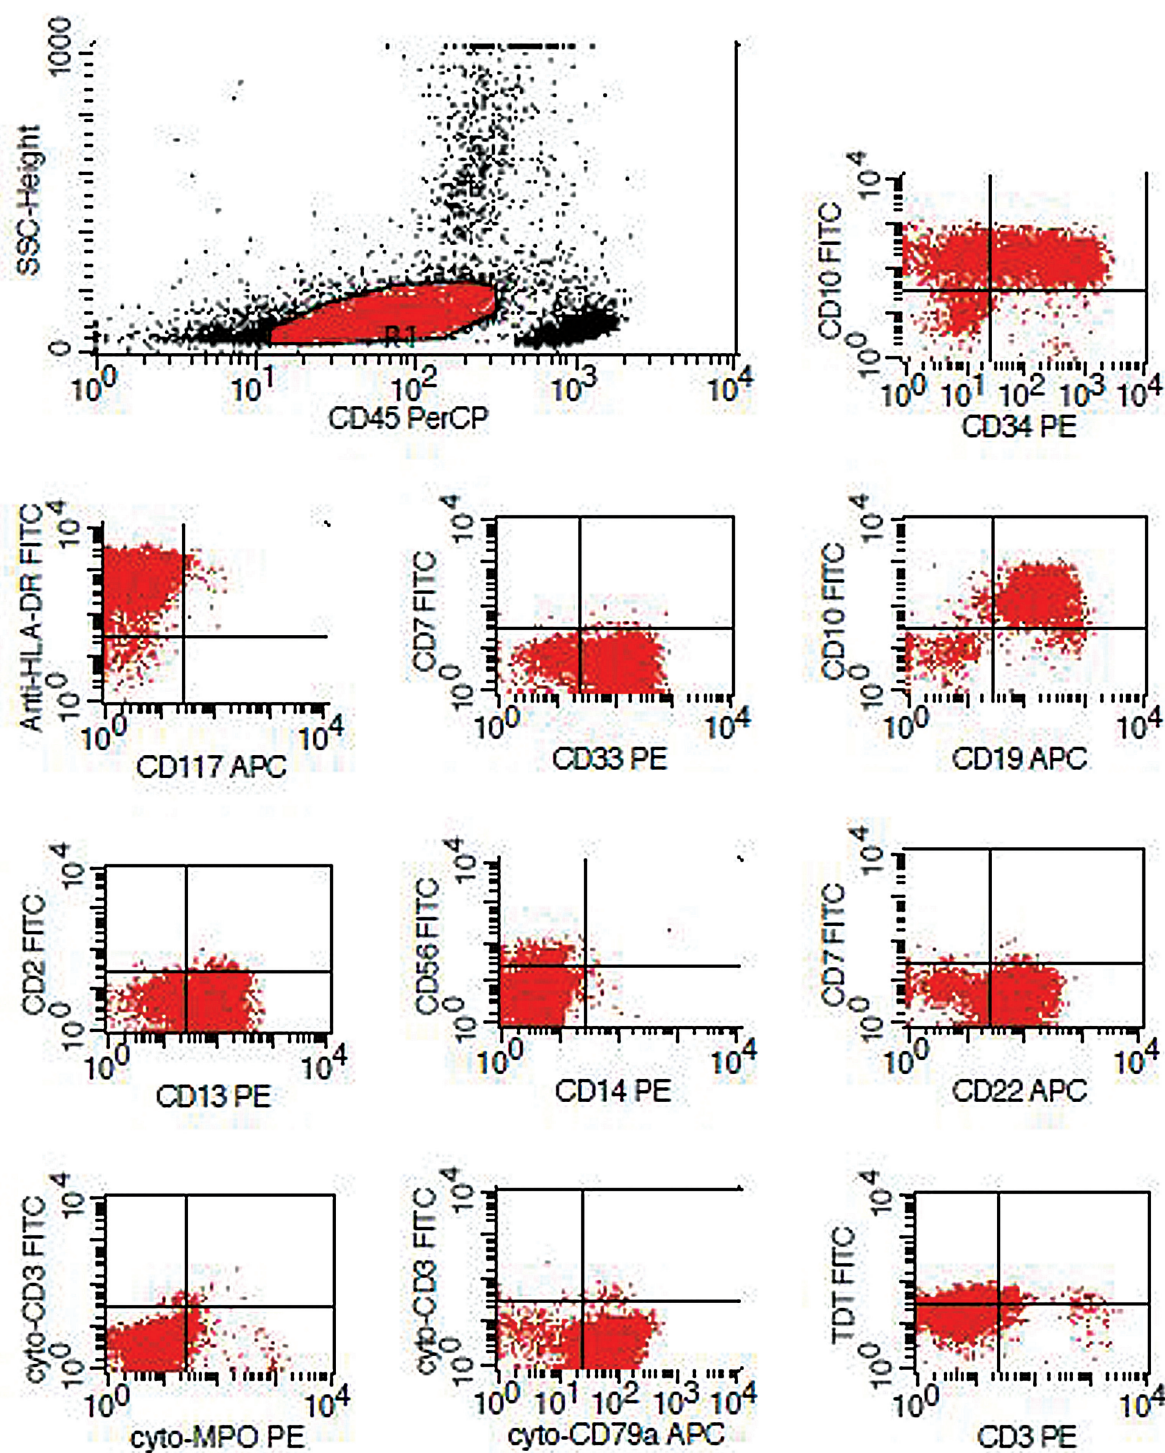 1000
SSC-Height
0
R1
10^0 10^1 10^2 10^3 10^4
CD45 PerCP
10^4
CD10 FITC
10^0
10^0 10^1 10^2 10^3 10^4
CD34 PE
10^4
Anti-HLA-DR FITC
10^0
10^0 10^4
CD117 APC
10^4
CD7 FITC
10^0
10^0 10^4
CD33 PE
10^4
CD10 FITC
10^0
10^0 10^4
CD19 APC
10^4
CD2 FITC
10^0
10^0 10^4
CD13 PE
10^4
CD56 FITC
10^0
10^0 10^4
CD14 PE
10^4
CD7 FITC
10^0
10^0 10^4
CD22 APC
10^4
cyto-CD3 FITC
10^0
10^0 10^4
cyto-MPO PE
10^4
cyto-CD3 FITC
10^0
10^0 10^1 10^2 10^3 10^4
cyto-CD79a APC
10^4
TDT FITC
10^0
10^0 10^4
CD3 PE